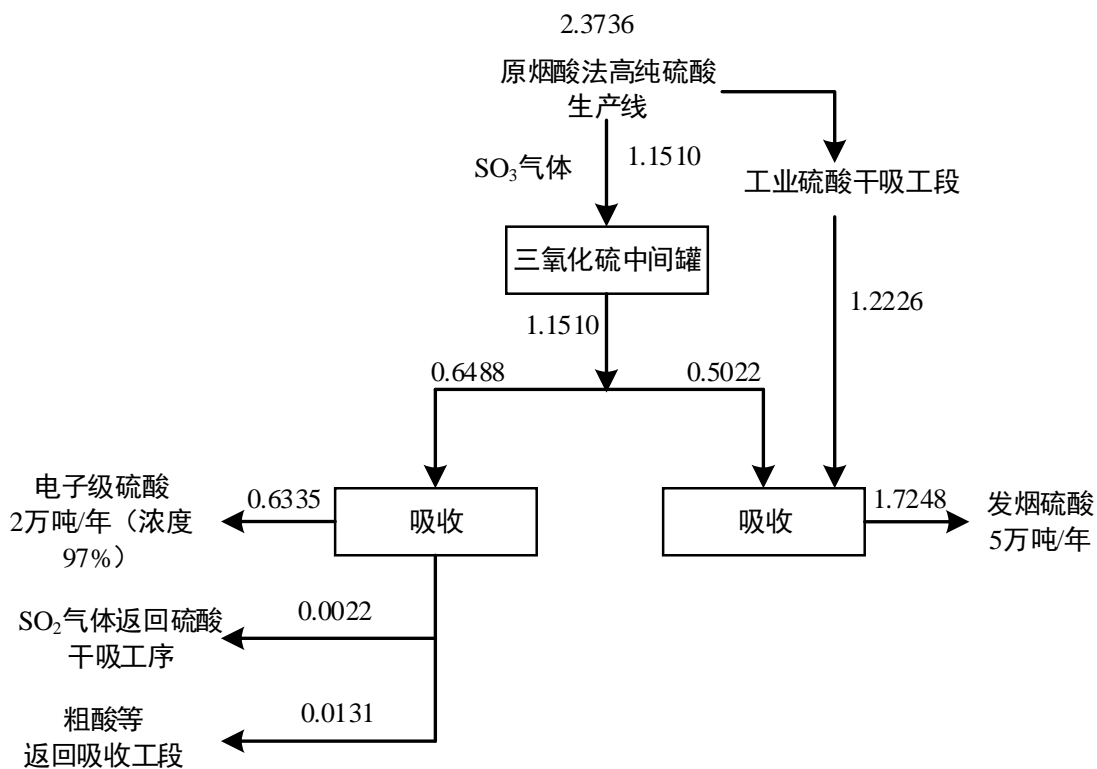 2.3736
原烟酸法高纯硫酸
生产线
SO₃气体
1.1510
工业硫酸干吸工段
三氧化硫中间罐
1.1510
1.2226
0.6488
0.5022
电子级硫酸
2万吨/年（浓度
97%）
0.6335
吸收
吸收
1.7248
发烟硫酸
5万吨/年
SO₂气体返回硫酸
干吸工序
0.0022
粗酸等
返回吸收工段
0.0131